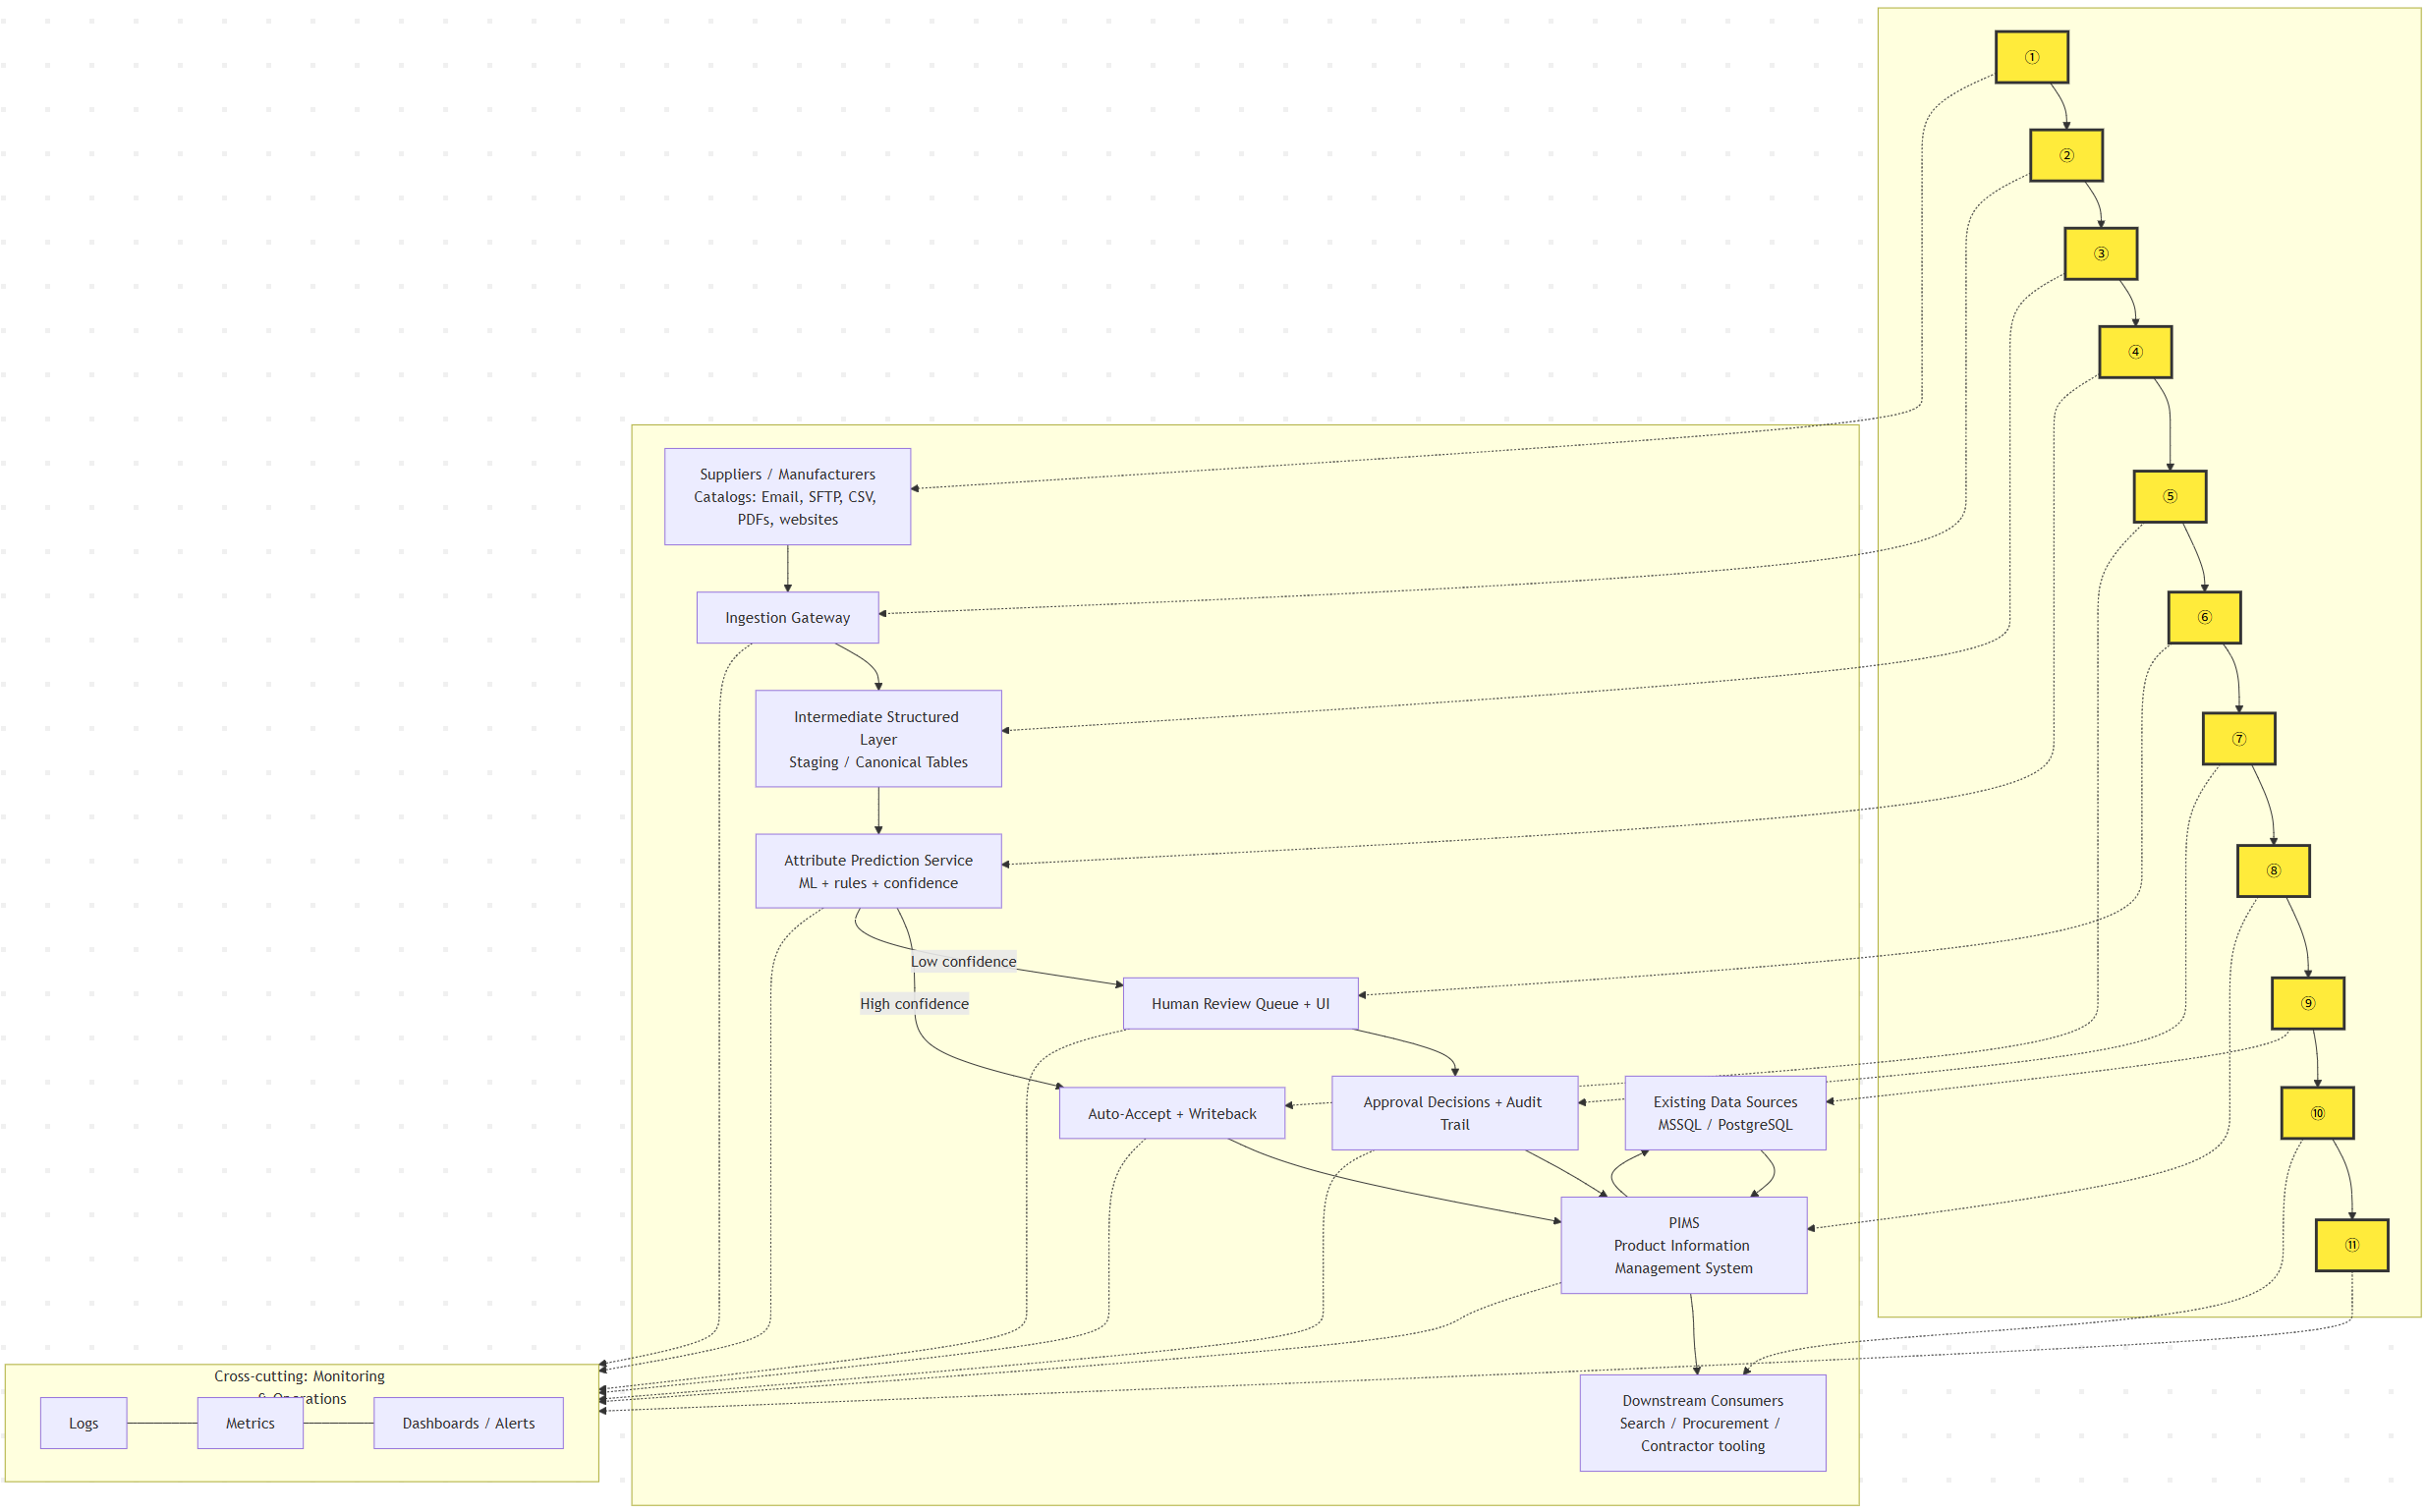 ①
②
③
④
⑤
⑥
⑦
⑧
⑨
⑩
⑪
Suppliers / Manufacturers
Catalogs: Email, SFTP, CSV,
PDFs, websites
Ingestion Gateway
Intermediate Structured
Layer
Staging / Canonical Tables
Attribute Prediction Service
ML + rules + confidence
Low confidence
High confidence
Human Review Queue + UI
Auto-Accept + Writeback
Approval Decisions + Audit
Trail
Existing Data Sources
MSSQL / PostgreSQL
PIMS
Product Information
Management System
Downstream Consumers
Search / Procurement /
Contractor tooling
Cross-cutting: Monitoring
& Operations
Logs
Metrics
Dashboards / Alerts